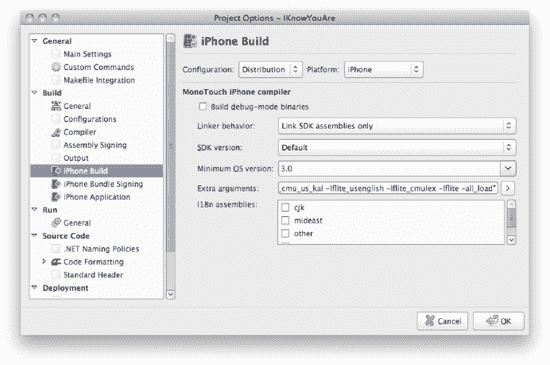 Project Options – IKnowYouAre
General
Main Settings
Custom Commands
Makefile Integration
Build
General
Configurations
Compiler
Assembly Signing
Output
iPhone Build
iPhone Bundle Signing
iPhone Application
Run
General
Source Code
.NET Naming Policies
Code Formatting
Standard Header
Deployment
iPhone Build
Configuration: Distribution Platform: iPhone
MonoTouch iPhone compiler
Build debug-mode binaries
Linker behavior: Link SDK assemblies only
SDK version: Default
Minimum OS version: 3.0
Extra arguments: _cmu_us_kal -lflite_usenglish -lflite_cmulex -lflite -all_load"
I18n assemblies: cjk
mideast
other
Cancel OK